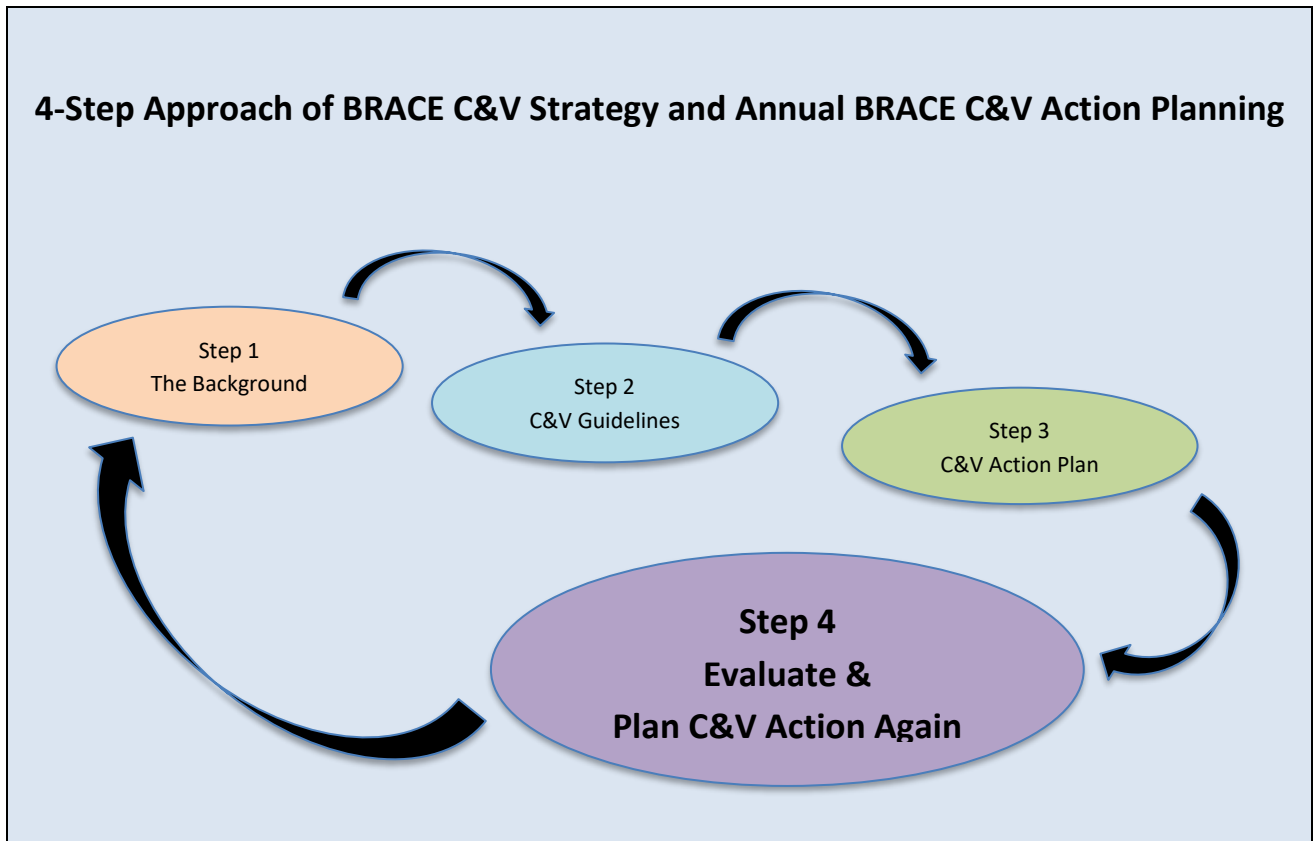 4-Step Approach of BRACE C&V Strategy and Annual BRACE C&V Action Planning
Step 1
The Background
Step 2
C&V Guidelines
Step 3
C&V Action Plan
Step 4
Evaluate &
Plan C&V Action Again